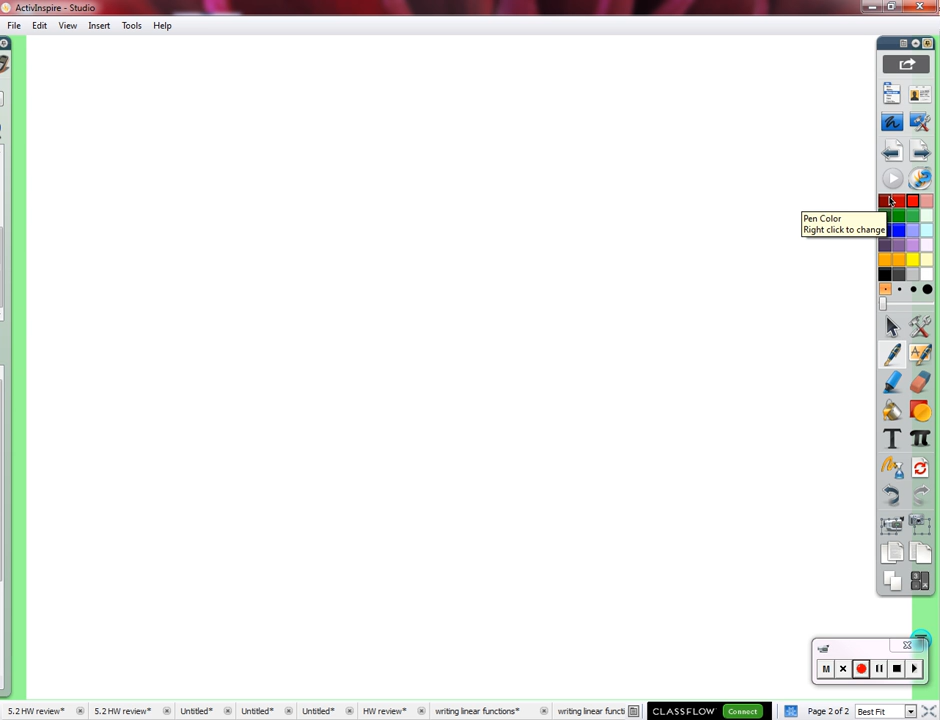 ActivInspire - Studio
File Edit View Insert Tools Help
Pen Color
Right click to change
T π
M
5.2 HW review* 5.2 HW review* Untitled* Untitled* Untitled* HW review* writing linear functions* writing linear functi CLASSFLOW Connect Page 2 of 2 Best Fit